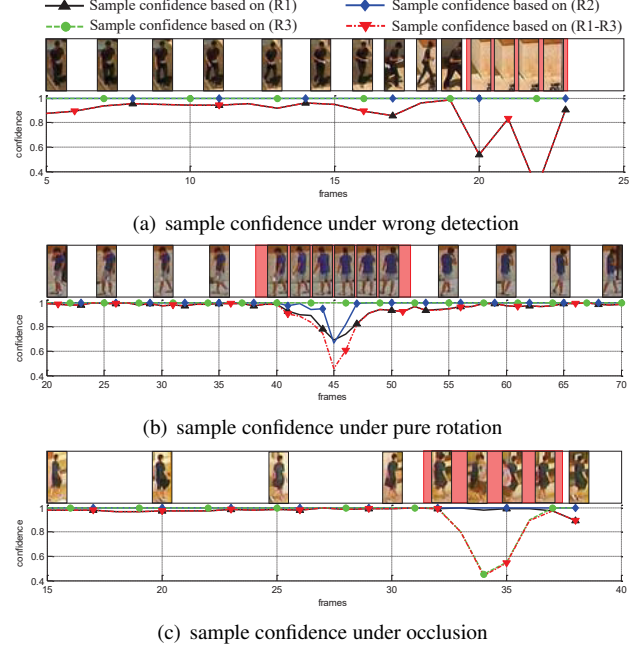 Sample confidence based on (R1) Sample confidence based on (R2)
Sample confidence based on (R3) Sample confidence based on (R1-R3)
1
0.8
0.6
0.4
confidence
5 10 15 20 25
frames
(a) sample confidence under wrong detection
1
0.8
0.6
0.4
confidence
20 25 30 35 40 45 50 55 60 65 70
frames
(b) sample confidence under pure rotation
1
0.8
0.6
0.4
confidence
15 20 25 30 35 40
frames
(c) sample confidence under occlusion